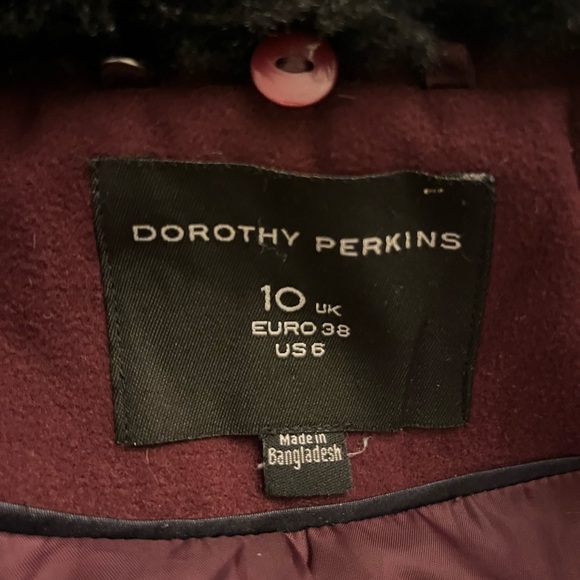 DOROTHY PERKINS
10 UK
EURO 38
US 6
Made in
Bangladesh